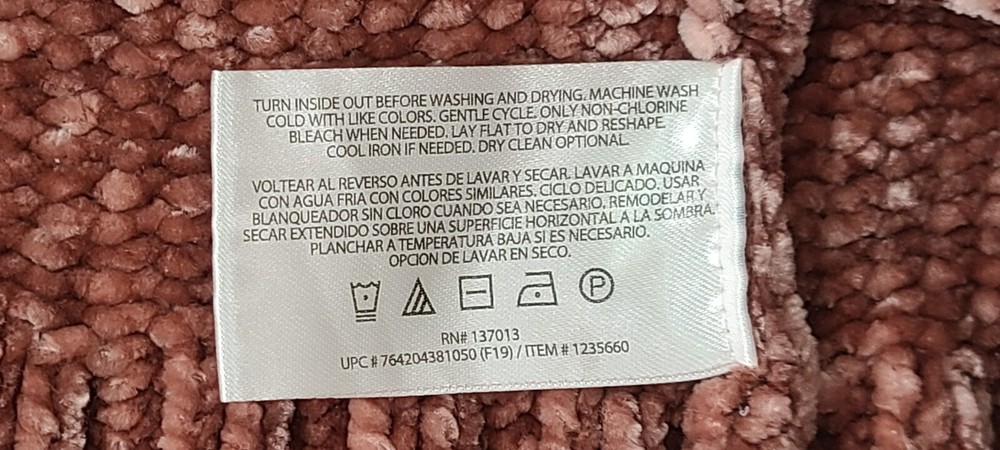 TURN INSIDE OUT BEFORE WASHING AND DRYING. MACHINE WASH
COLD WITH LIKE COLORS. GENTLE CYCLE. ONLY NON-CHLORINE
BLEACH WHEN NEEDED. LAY FLAT TO DRY AND RESHAPE.
COOL IRON IF NEEDED. DRY CLEAN OPTIONAL.
VOLTEAR AL REVERSO ANTES DE LAVAR Y SECAR. LAVAR A MAQUINA
CON AGUA FRIA CON COLORES SIMILARES. CICLO DELICADO. USAR
BLANQUEADOR SIN CLORO CUANDO SEA NECESARIO. REMODELAR Y
SECAR EXTENDIDO SOBRE UNA SUPERFICIE HORIZONTAL A LA SOMBRA.
PLANCHAR A TEMPERATURA BAJA SI ES NECESARIO.
OPCION DE LAVAR EN SECO.
P
RN# 137013
UPC # 764204381050 (F19) / ITEM # 1235660